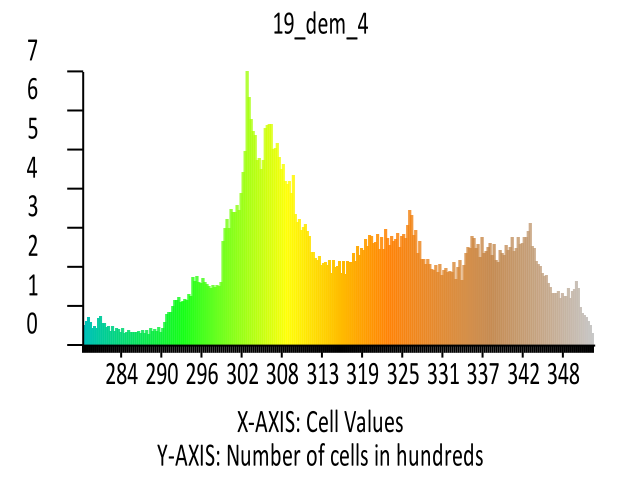 19_dem_4
7
6
5
4
3
2
1
0
284 290 296 302 308 313 319 325 331 337 342 348
X-AXIS: Cell Values
Y-AXIS: Number of cells in hundreds